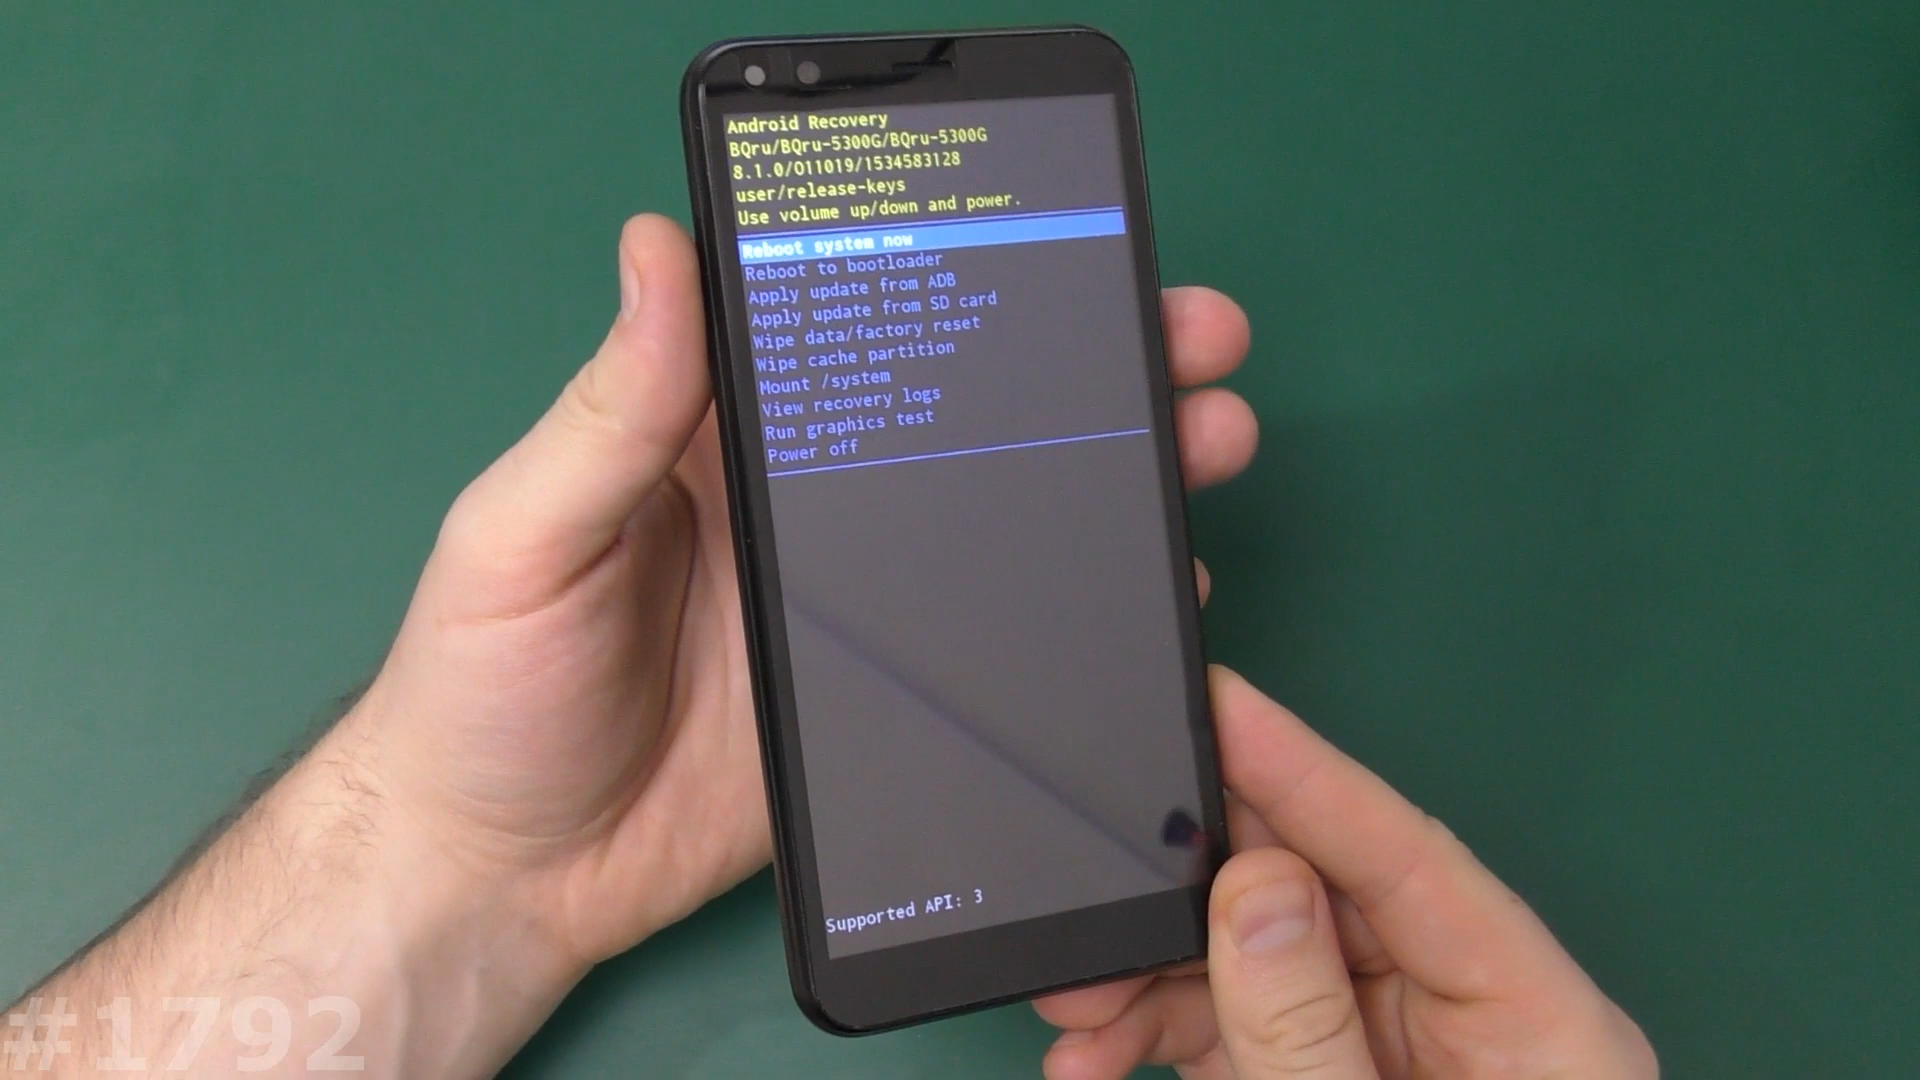 Android Recovery
BQru/BQru-5300G/BQru-5300G
8.1.0/O11019/1534583128
user/release-keys
Use volume up/down and power.
Reboot system now
Reboot to bootloader
Apply update from ADB
Apply update from SD card
Wipe data/factory reset
Wipe cache partition
Mount /system
View recovery logs
Run graphics test
Power off
Supported API: 3
#1792